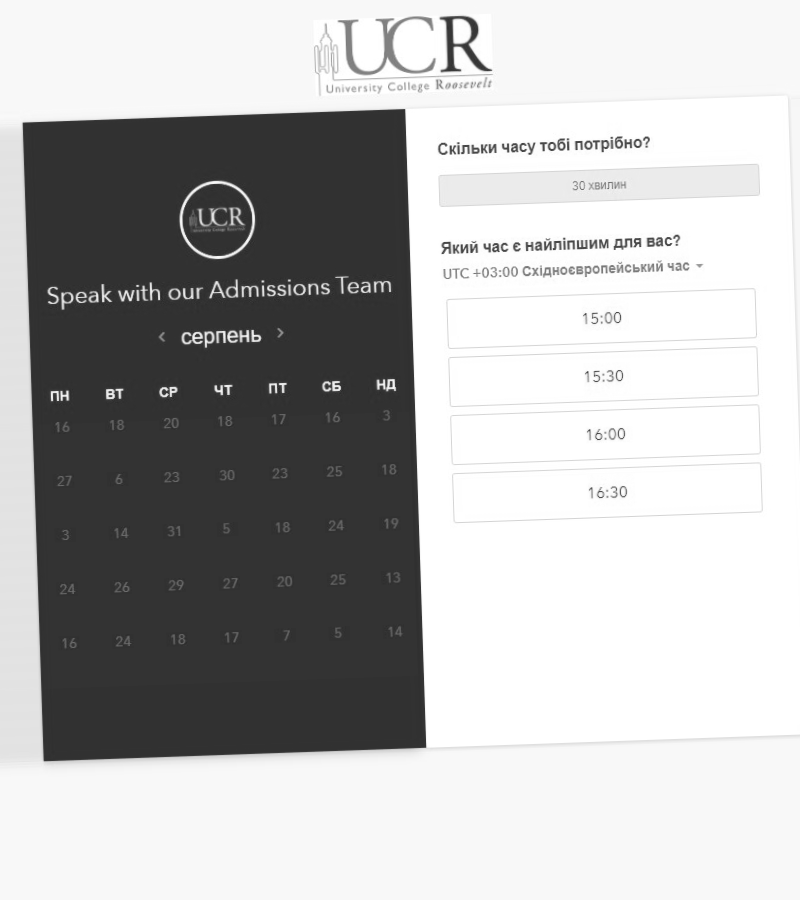 UCR
University College Roosevelt
UCR
Speak with our Admissions Team
серпень
ПН ВТ СР ЧТ ПТ СБ НД
16 18 20 18 17 16 3
27 6 23 30 23 25 18
3 14 31 5 18 24 19
24 26 29 27 20 25 13
16 24 18 17 7 5 14
Скільки часу тобі потрібно?
30 хвилин
Який час є найліпшим для вас?
UTC +03:00 Східноєвропейський час
15:00
15:30
16:00
16:30